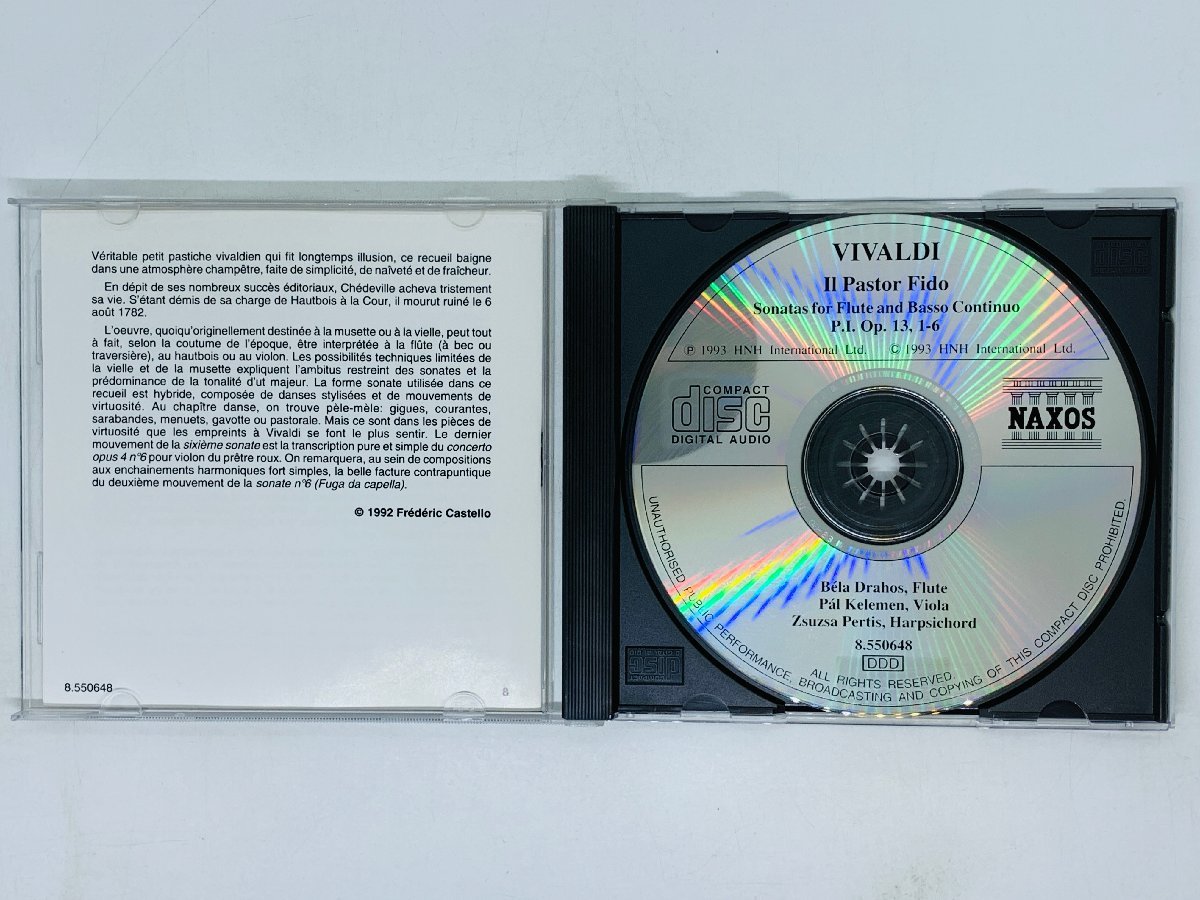 Véritable petit pastiche vivaldien qui fit longtemps illusion, ce recueil baigne
dans une atmosphère champêtre, faite de simplicité, de naïveté et de fraîcheur.
En dépit de ses nombreux succès éditoriaux, Chédeville acheva tristement
sa vie. S'étant démis de sa charge de Hautbois à la Cour, il mourut ruiné le 6
août 1782.
L'oeuvre, quoiqu'originellement destinée à la musette ou à la vielle, peut tout
à fait, selon la coutume de l'époque, être interprétée à la flûte (à bec ou
traversière), au hautbois ou au violon. Les possibilités techniques limitées de
la vielle et de la musette expliquent l'ambitus restreint des sonates et la
prédominance de la tonalité d'ut majeur. La forme sonate utilisée dans ce
recueil est hybride, composée de danses stylisées et de mouvements de
virtuosité. Au chapître danse, on trouve pèle-mèle: gigues, courantes,
sarabandes, menuets, gavotte ou pastorale. Mais ce sont dans les pièces de
virtuosité que les empreints à Vivaldi se font le plus sentir. Le dernier
mouvement de la sixième sonate est la transcription pure et simple du concerto
opus 4 n°6 pour violon du prêtre roux. On remarquera, au sein de compositions
aux enchainements harmoniques fort simples, la belle facture contrapuntique
du deuxième mouvement de la sonate n°6 (Fuga da capella).
© 1992 Frédéric Castello
8.550648
8
VIVALDI
Il Pastor Fido
Sonatas for Flute and Basso Continuo
P.I. Op. 13, 1-6
℗ 1993 HNH International Ltd. © 1993 HNH International Ltd.
COMPACT
disc
DIGITAL AUDIO
NAXOS
Béla Drahos, Flute
Pál Kelemen, Viola
Zsuzsa Pertis, Harpsichord
8.550648
DDD
ALL RIGHTS RESERVED.
UNAUTHORISED PUBLIC PERFORMANCE, BROADCASTING AND COPYING OF THIS COMPACT DISC PROHIBITED.